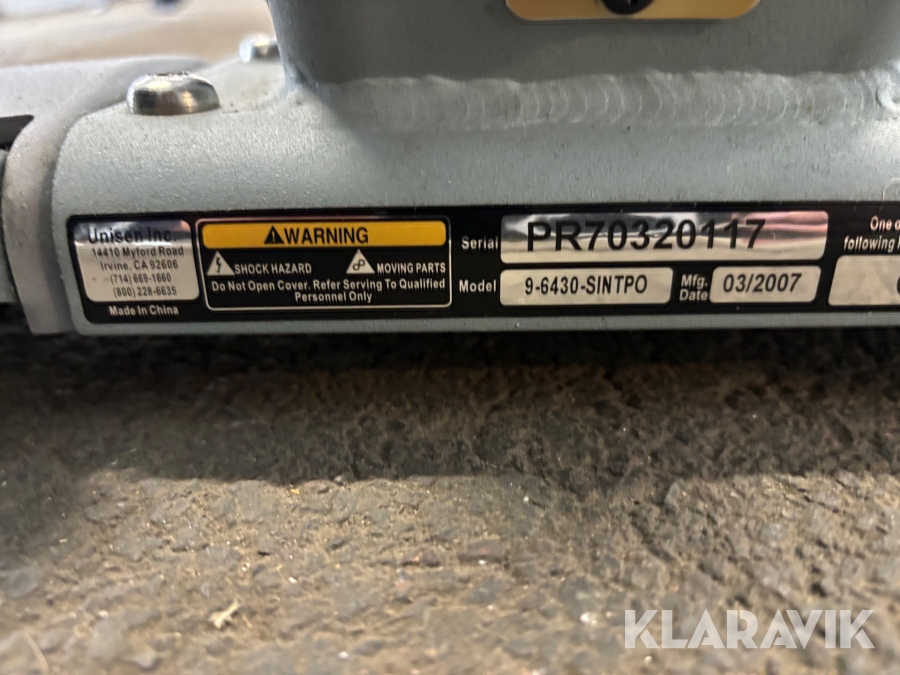 Unisen Inc.
14410 Myford Road
Irvine, CA 92606
(714) 669-1660
(800) 228-6635
Made In China
WARNING
SHOCK HAZARD
MOVING PARTS
Do Not Open Cover. Refer Serving To Qualified
Personnel Only
Serial PR70320117
Model 9-6430-SINTPO
Mfg. Date 03/2007
One o
following
KLARAVIK